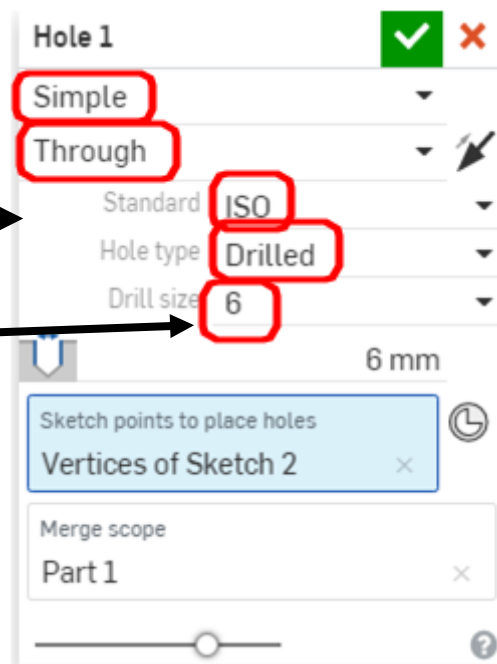 Hole 1
Simple
Through
Standard ISO
Hole type Drilled
Drill size 6
6 mm
Sketch points to place holes
Vertices of Sketch 2
Merge scope
Part 1